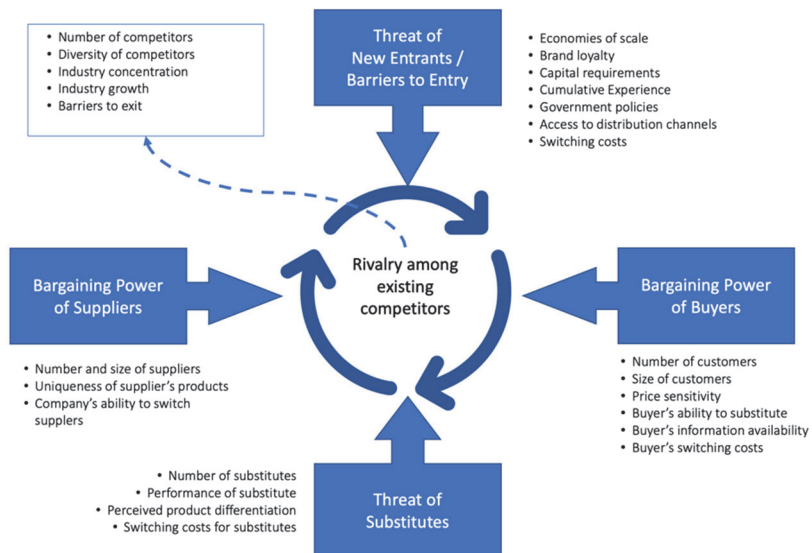 • Number of competitors
• Diversity of competitors
• Industry concentration
• Industry growth
• Barriers to exit
Threat of
New Entrants /
Barriers to Entry
• Economies of scale
• Brand loyalty
• Capital requirements
• Cumulative Experience
• Government policies
• Access to distribution channels
• Switching costs
Bargaining Power
of Suppliers
• Number and size of suppliers
• Uniqueness of supplier's products
• Company's ability to switch
supplers
Rivalry among
existing
competitors
Bargaining Power
of Buyers
• Number of customers
• Size of customers
• Price sensitivity
• Buyer's ability to substitute
• Buyer's information availability
• Buyer's switching costs
• Number of substitutes
• Performance of substitute
• Perceived product differentiation
• Switching costs for substitutes
Threat of
Substitutes